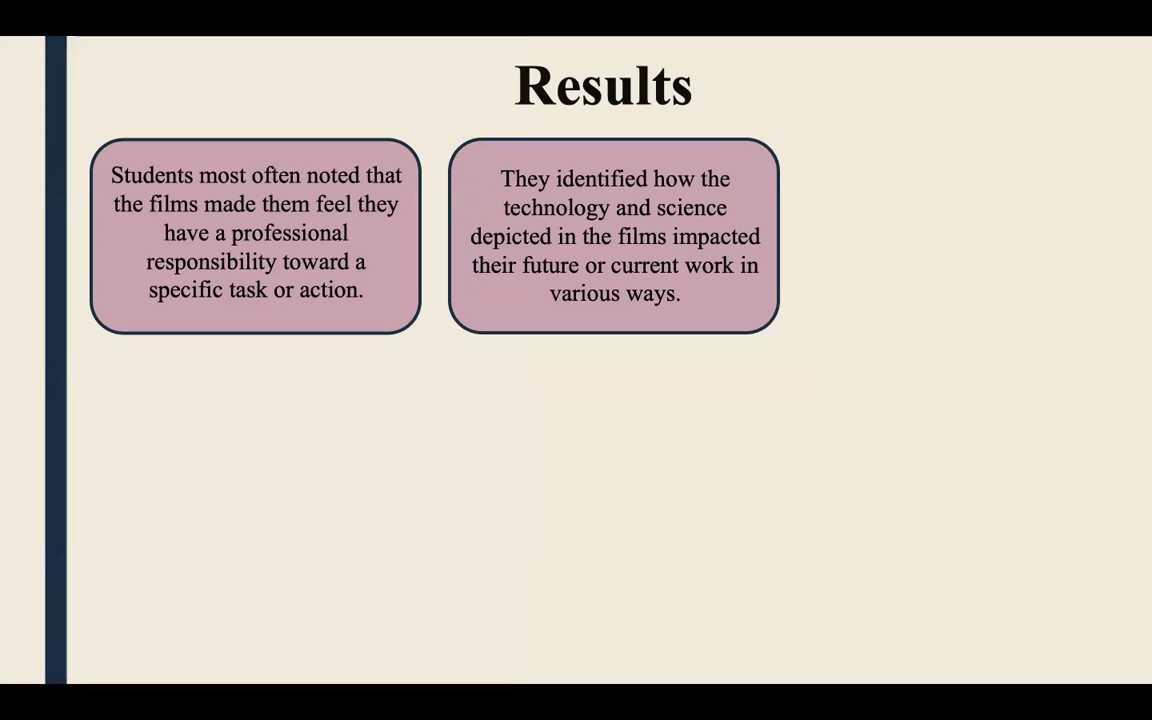 Results
Students most often noted that
the films made them feel they
have a professional
responsibility toward a
specific task or action.
They identified how the
technology and science
depicted in the films impacted
their future or current work in
various ways.